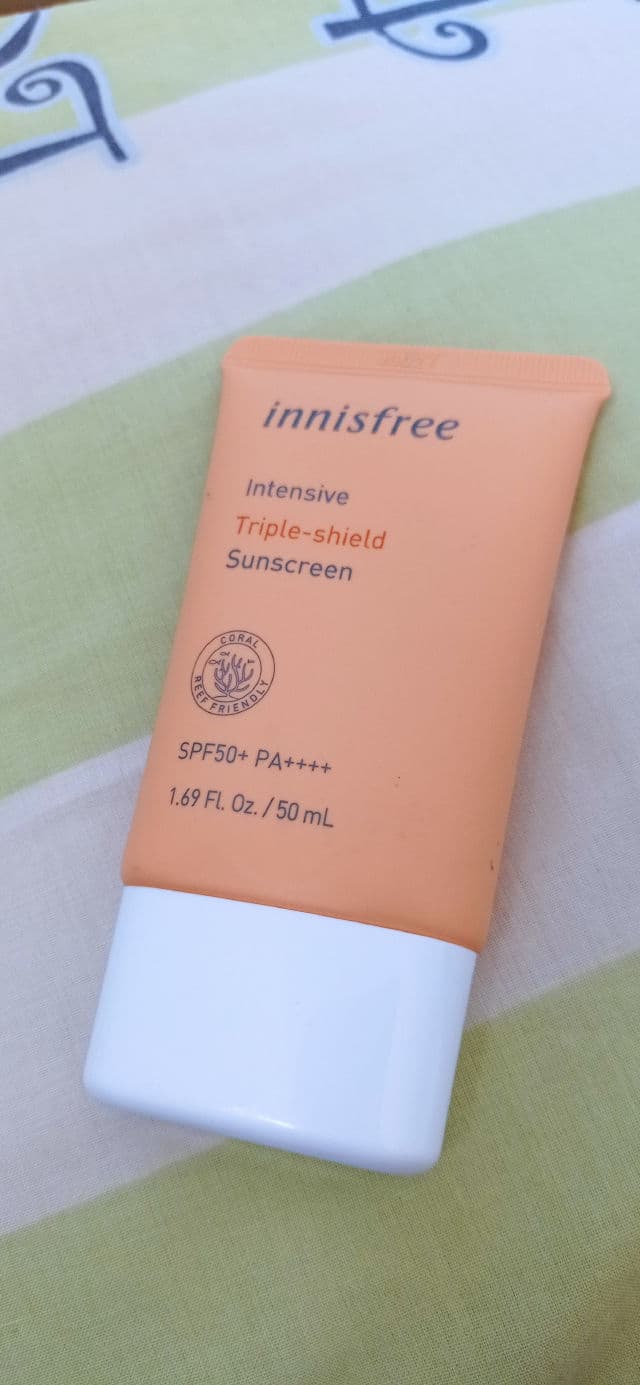 innisfree
Intensive
Triple-shield
Sunscreen
CORAL
REEF FRIENDLY
SPF50+ PA++++
1.69 Fl. Oz. / 50 mL